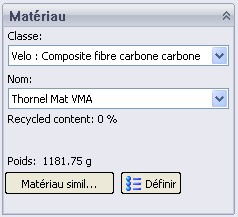 Matériau
Classe:
Velo : Composite fibre carbone carbone
Nom:
Thornel Mat VMA
Recycled content: 0 %
Poids: 1181.75 g
Matériau simil... Définir